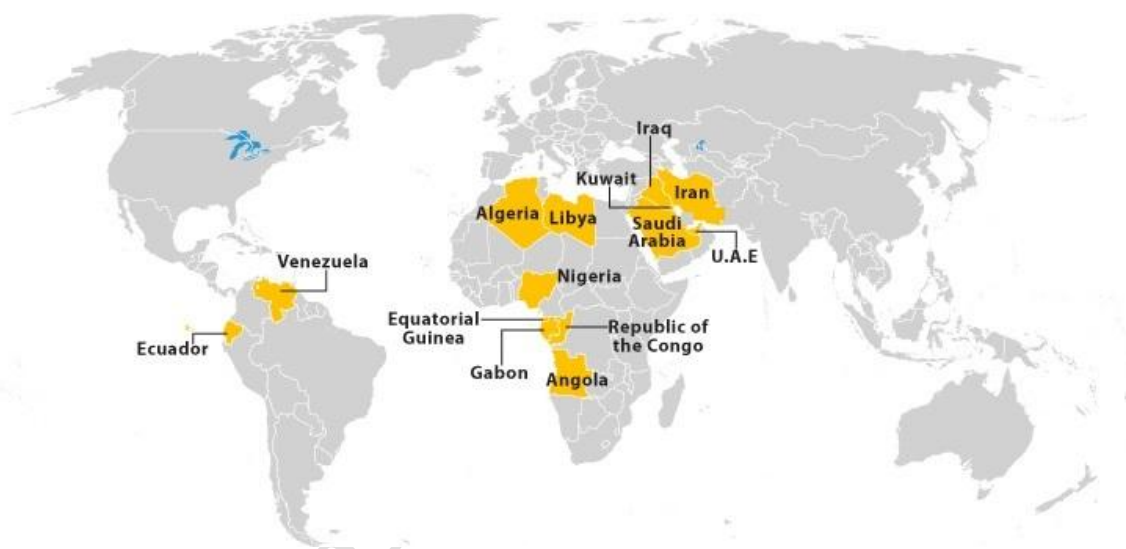 Iraq
Kuwait
Iran
Algeria
Libya
Saudi
Arabia
U.A.E
Venezuela
Nigeria
Equatorial
Guinea
Republic of
the Congo
Ecuador
Gabon
Angola